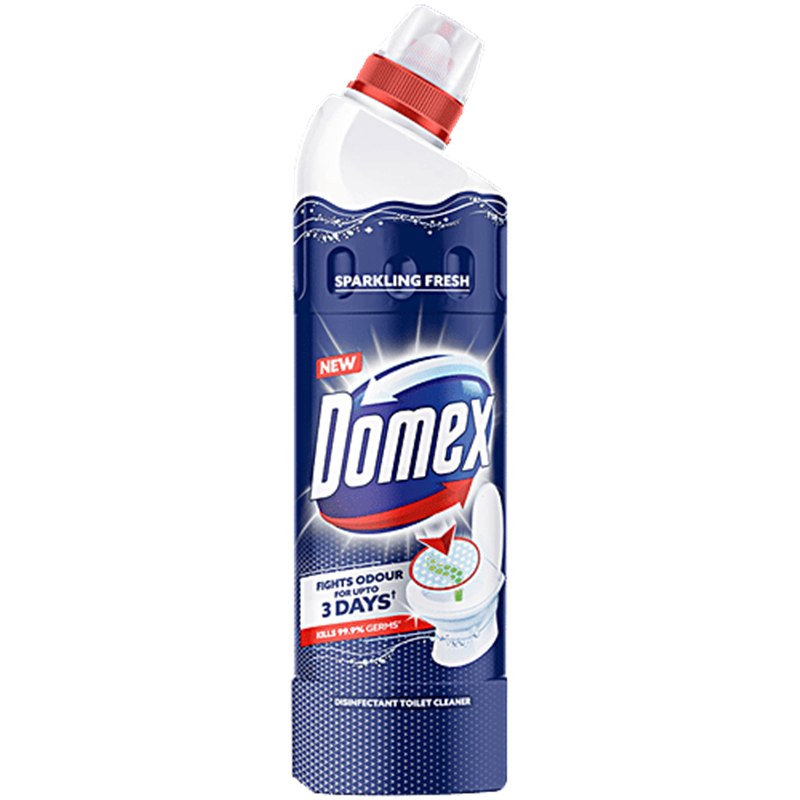 SPARKLING FRESH
NEW
Domex
FIGHTS ODOUR
FOR UPTO
3 DAYS†
KILLS 99.9% GERMS*
DISINFECTANT TOILET CLEANER